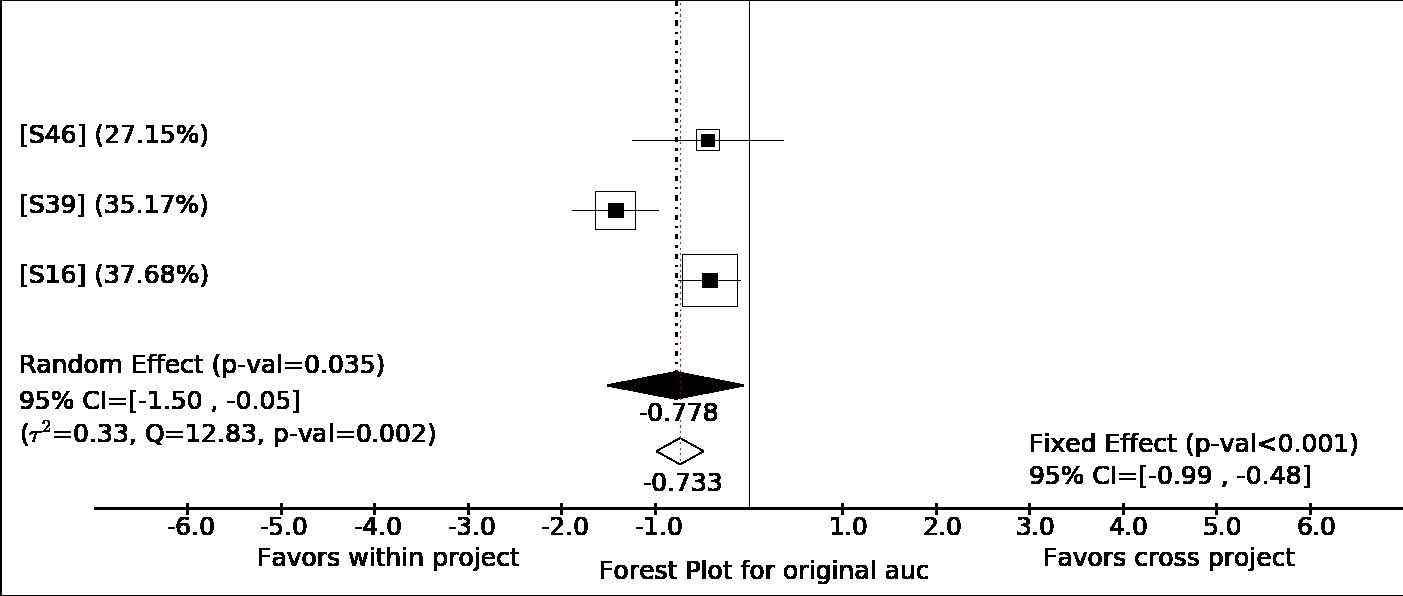 [S46] (27.15%)
[S39] (35.17%)
[S16] (37.68%)
Random Effect (p-val=0.035)
95% CI=[-1.50 , -0.05]
(τ²=0.33, Q=12.83, p-val=0.002)
-0.778
-0.733
Fixed Effect (p-val<0.001)
95% CI=[-0.99 , -0.48]
-6.0 -5.0 -4.0 -3.0 -2.0 -1.0 1.0 2.0 3.0 4.0 5.0 6.0
Favors within project
Favors cross project
Forest Plot for original auc